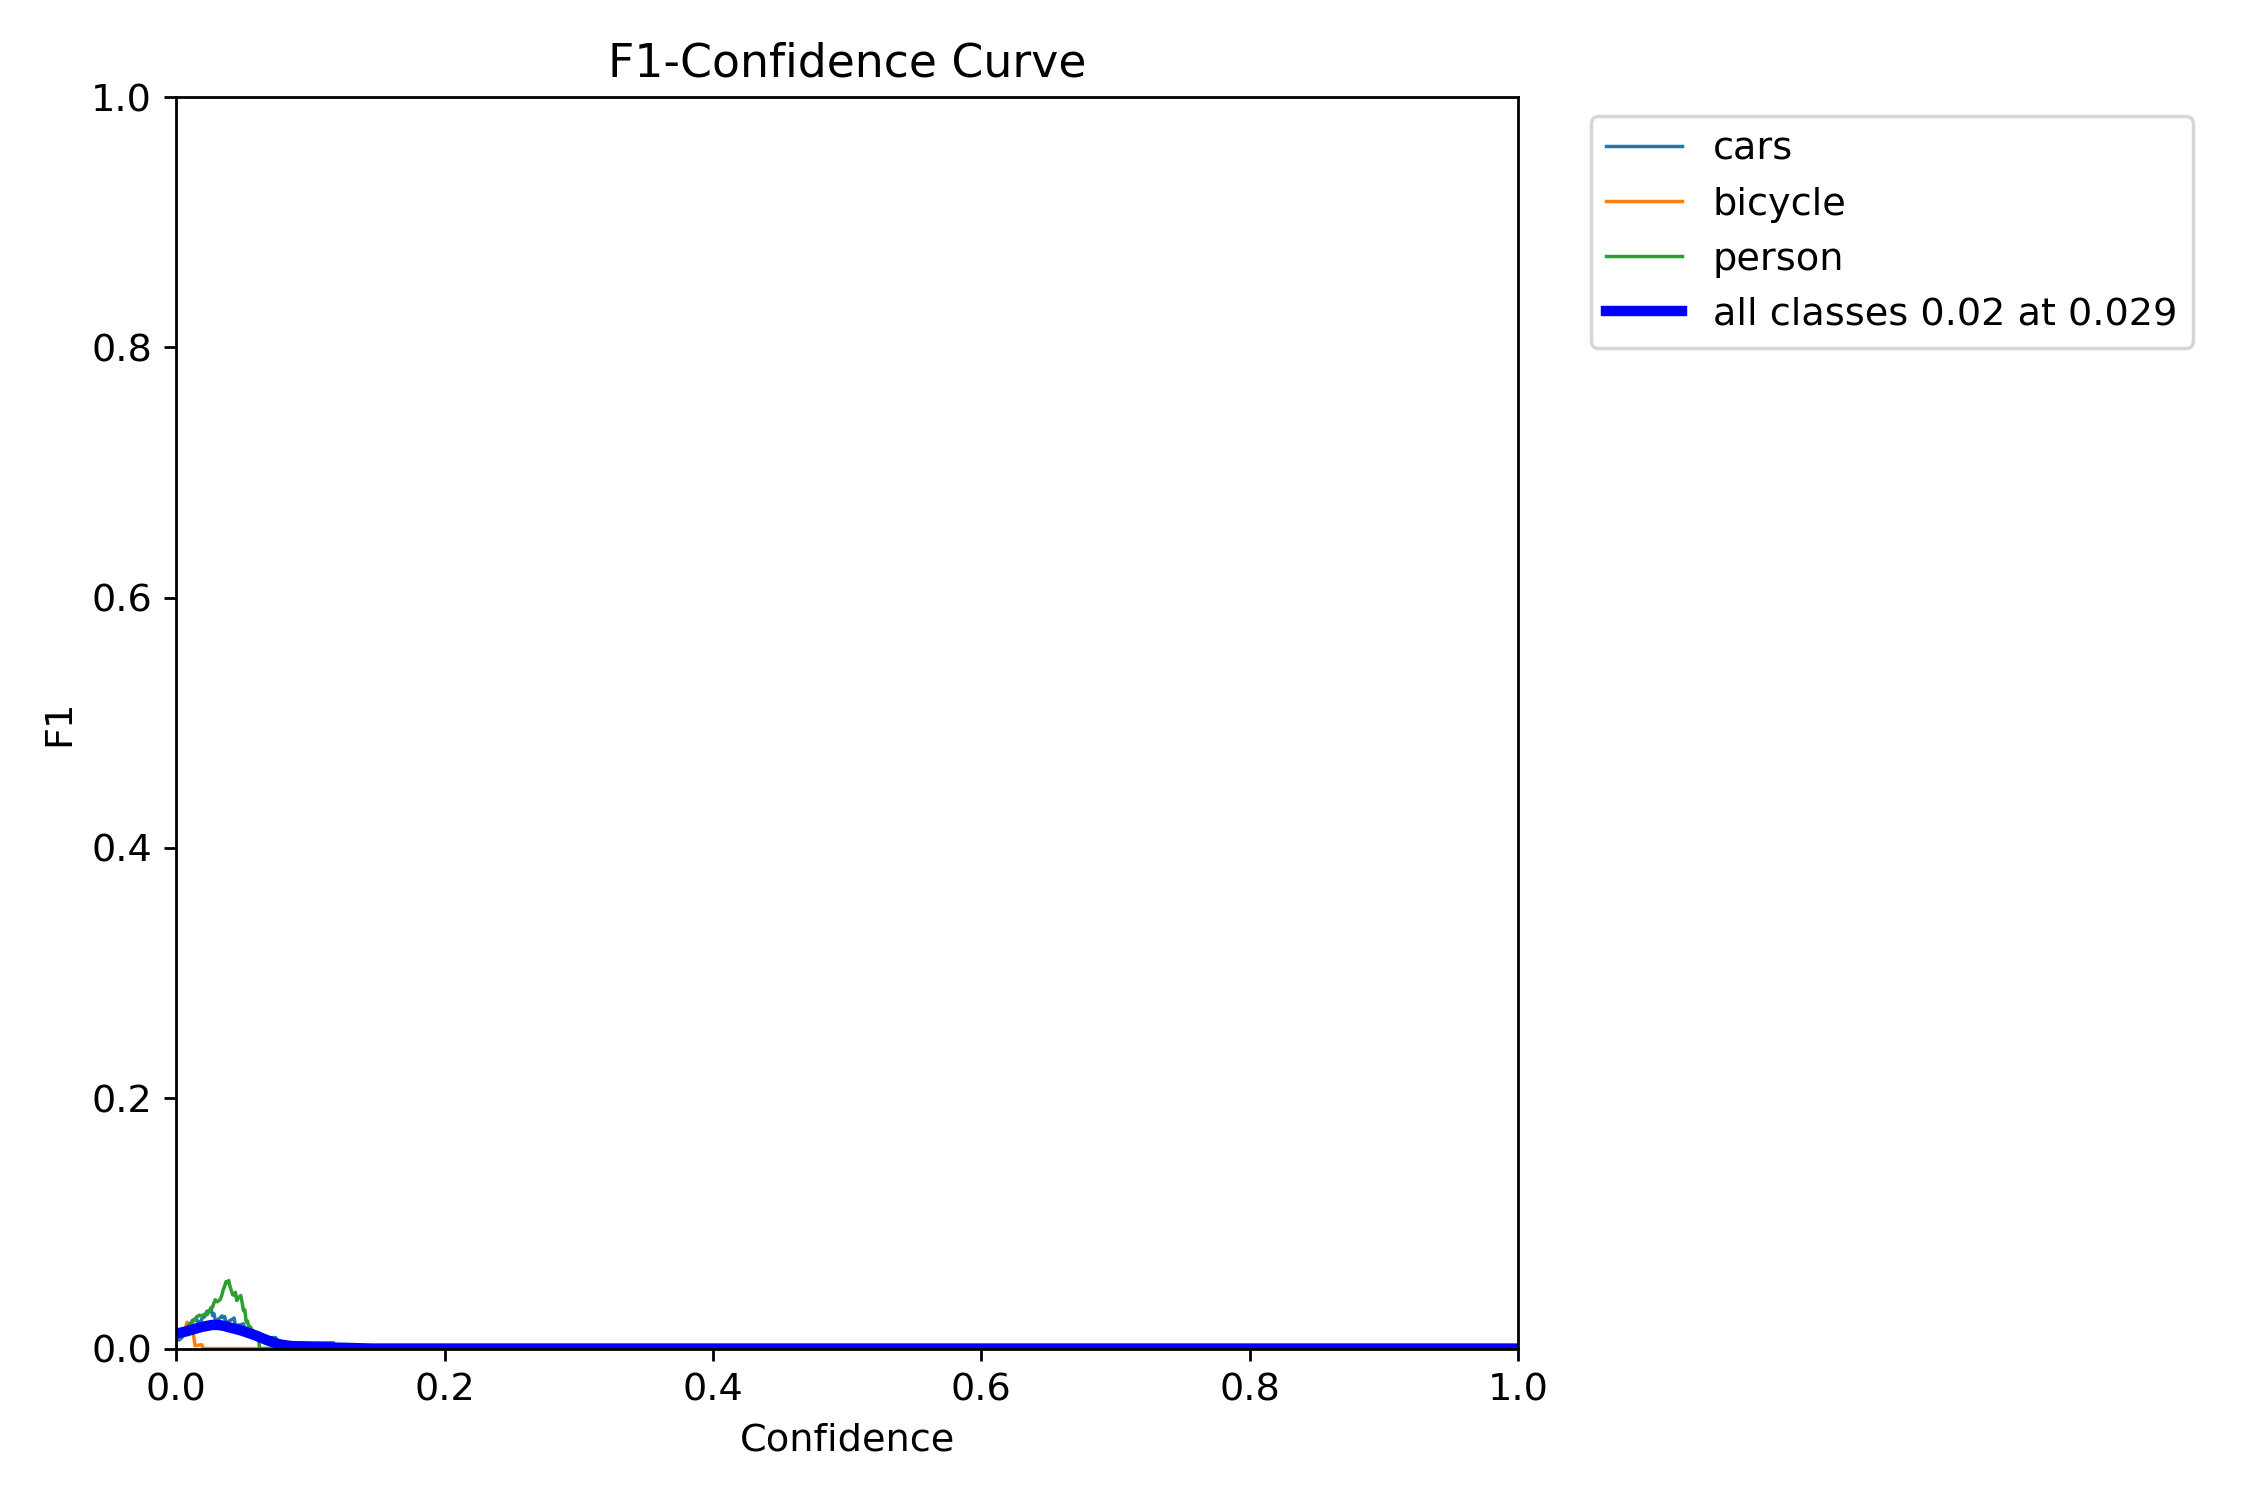 F1-Confidence Curve
1.0
0.8
0.6
0.4
0.2
0.0
F1
0.0 0.2 0.4 0.6 0.8 1.0
Confidence
cars
bicycle
person
all classes 0.02 at 0.029